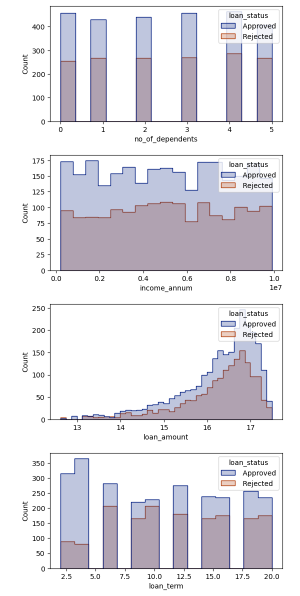 loan_status
Approved
Rejected
Count
400
300
200
100
0
0
1
2
3
4
5
no_of_dependents
loan_status
Approved
Rejected
Count
175
150
125
100
75
50
25
0
0.0
0.2
0.4
0.6
0.8
1.0
1e7
income_annum
loan_status
Approved
Rejected
Count
250
200
150
100
50
0
13
14
15
16
17
loan_amount
loan_status
Approved
Rejected
Count
350
300
250
200
150
100
50
0
2.5
5.0
7.5
10.0
12.5
15.0
17.5
20.0
loan_term